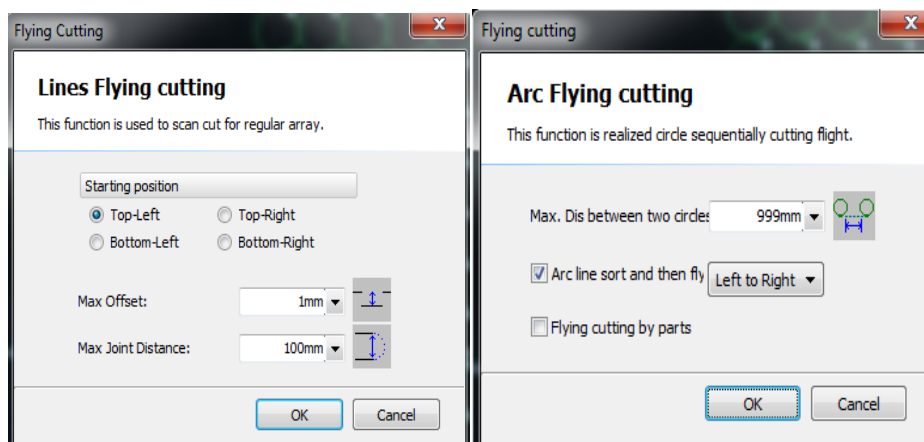 Flying Cutting
x
Lines Flying cutting
This function is used to scan cut for regular array.
Starting position
Top-Left Top-Right
Bottom-Left Bottom-Right
Max Offset: 1mm
Max Joint Distance: 100mm
OK Cancel
Flying cutting
x
Arc Flying cutting
This function is realized circle sequentially cutting flight.
Max. Dis between two circles 999mm
Arc line sort and then fly Left to Right
Flying cutting by parts
OK Cancel